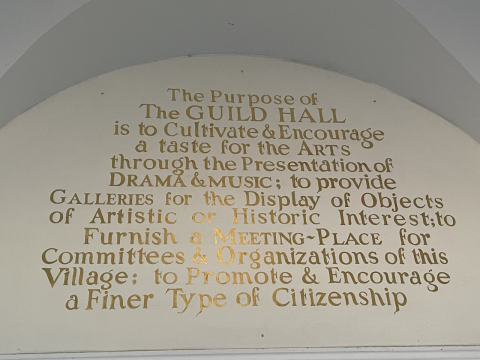 The Purpose of
The GUILD HALL
is to Cultivate & Encourage
a taste for the ARTS
through the Presentation of
DRAMA & MUSIC; to provide
GALLERIES for the Display of Objects
of Artistic or Historic Interest; to
Furnish a MEETING-PLACE for
Committees & Organizations of this
Village; to Promote & Encourage
a Finer Type of Citizenship